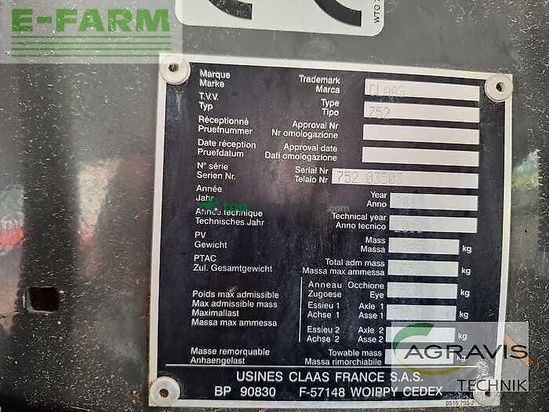 E-FARM
WTO
Marque Trademark CLAAS
Marke Marca
T.V.V. Type 752
Typ Tipo
Réceptionné Approval Nr
Pruefnummer Nr omologazione
Date réception Approval date
Pruefdatum Dati omologazione
N° série Serial Nr 752 03503
Serien Nr. Telaio Nr
Année Year
Jahr Anno
Année technique Technical year
Technisches Jahr Anno tecnico
PV Mass kg
Gewicht Massa
PTAC Total adm mass kg
Zul. Gesamtgewicht Massa max ammessa
Anneau Occhione kg
Zugoese Eye
Poids max admissible Essieu 1 Axle 1 kg
Max admissible mass Achse 1 Asse 1
Maximallast Essieu 2 Axle 2
Massa max ammessa Achse 2 Asse 2
Masse remorquable Towable mass
Anhaengelast Massa rimorchiabile
USINES CLAAS FRANCE S.A.S.
BP 90830 F-57148 WOIPPY CEDEX
AGRAVIS
TECHNIK